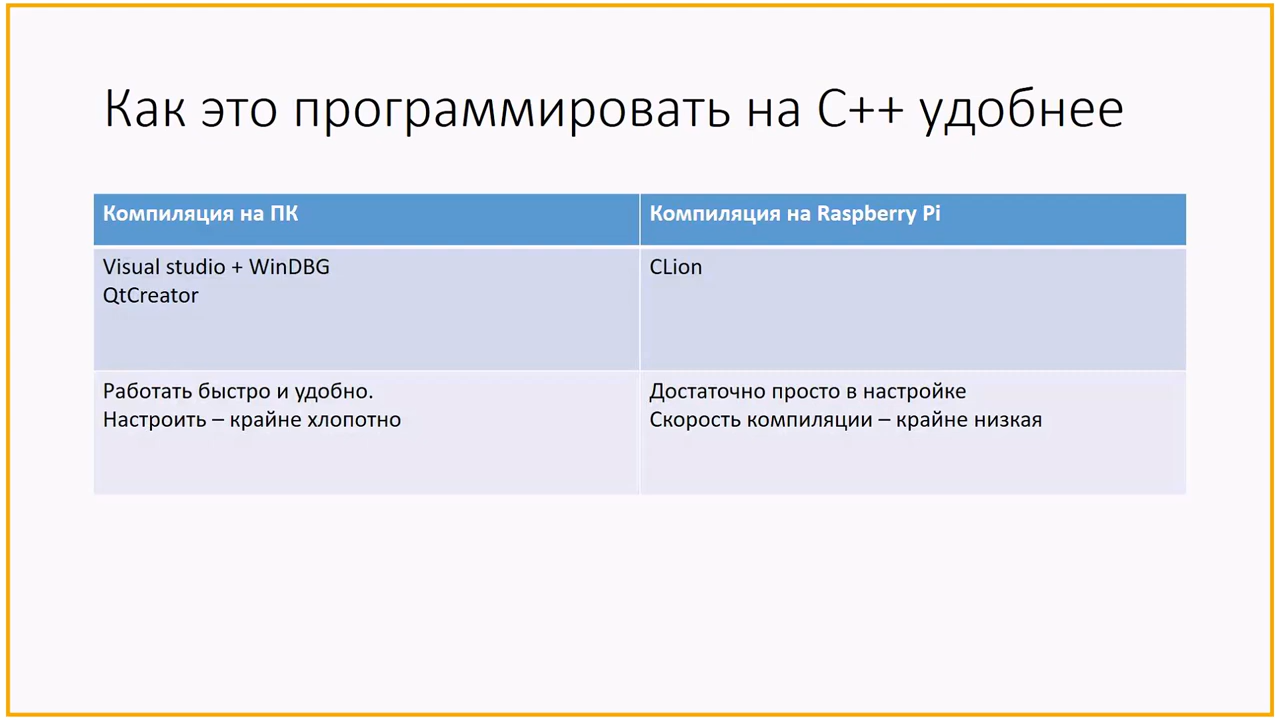 Как это программировать на C++ удобнее
Компиляция на ПК
Компиляция на Raspberry Pi
Visual studio + WinDBG
QtCreator
CLion
Работать быстро и удобно.
Настроить – крайне хлопотно
Достаточно просто в настройке
Скорость компиляции – крайне низкая